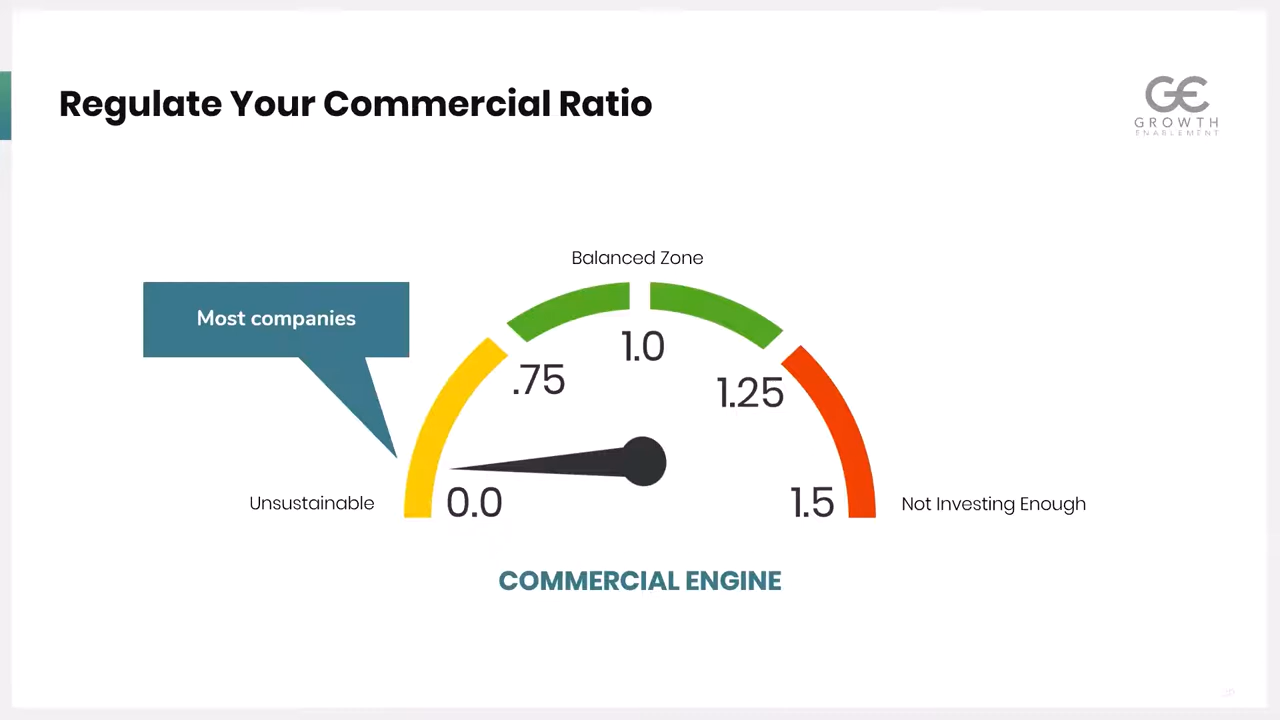 Regulate Your Commercial Ratio
GE
GROWTH
ENABLEMENT
Balanced Zone
Most companies
1.0
.75
1.25
Unsustainable
0.0
1.5
Not Investing Enough
COMMERCIAL ENGINE